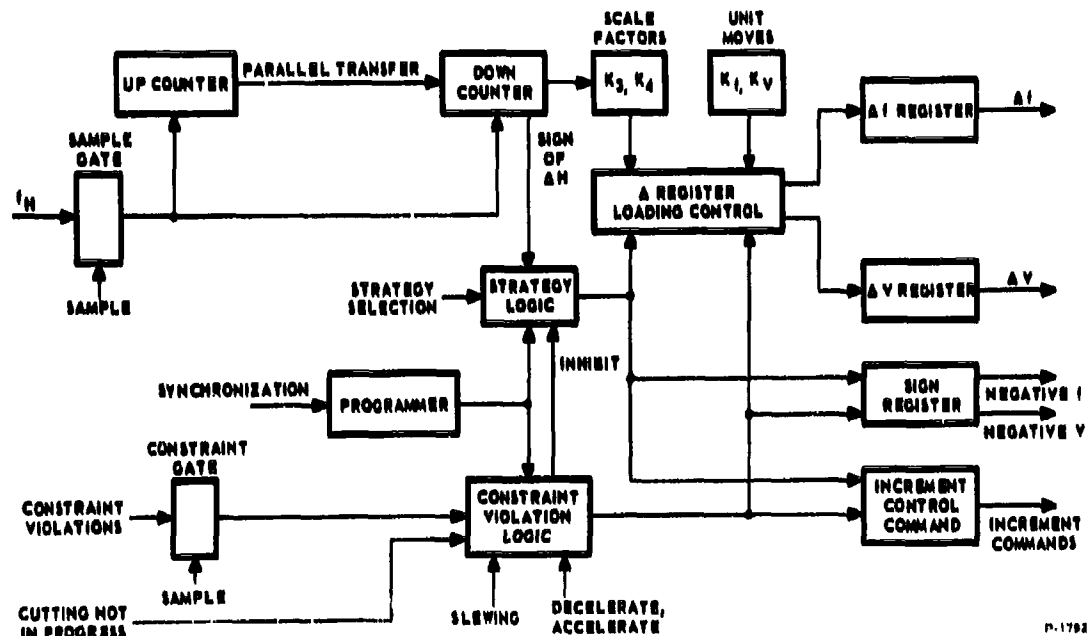 SCALE
FACTORS
UNIT
MOVES
UP COUNTER
PARALLEL TRANSFER
DOWN
COUNTER
K3, K4
Kf, KV
Δf REGISTER
Δf
SAMPLE
GATE
SIGN
OF
ΔH
fH
Δ REGISTER
LOADING CONTROL
SAMPLE
STRATEGY
SELECTION
STRATEGY
LOGIC
ΔV REGISTER
ΔV
INHIBIT
SYNCHRONIZATION
PROGRAMMER
SIGN
REGISTER
NEGATIVE f
NEGATIVE V
CONSTRAINT
GATE
CONSTRAINT
VIOLATIONS
CONSTRAINT
VIOLATION
LOGIC
INCREMENT
CONTROL
COMMAND
INCREMENT
COMMANDS
SAMPLE
CUTTING NOT
IN PROGRESS
SLEWING
DECELERATE,
ACCELERATE